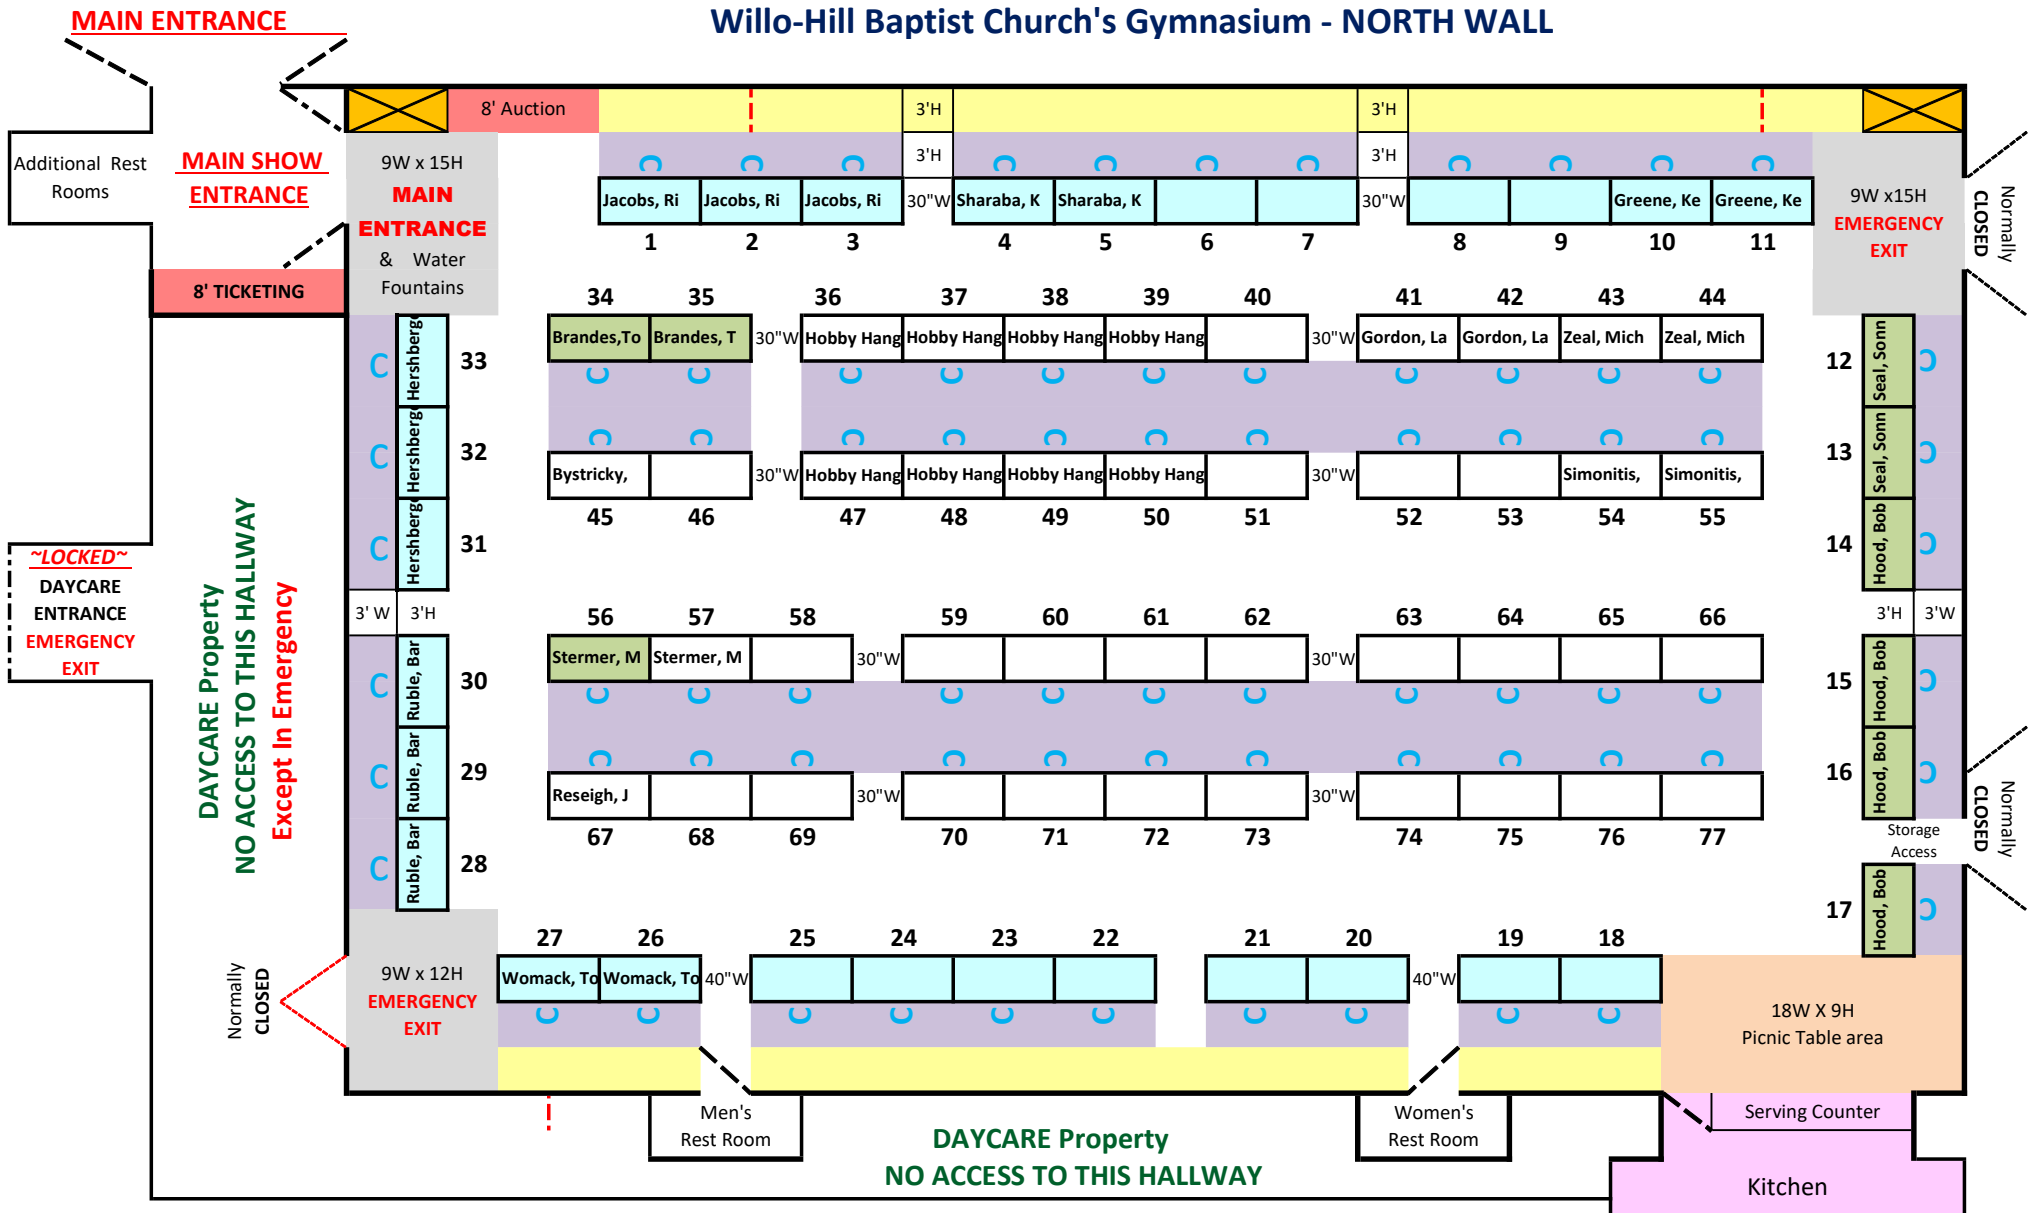 MAIN ENTRANCE
Willo-Hill Baptist Church's Gymnasium - NORTH WALL
8' Auction
3'H
3'H
Additional Rest
Rooms
MAIN SHOW
ENTRANCE
9W x 15H
MAIN
ENTRANCE
& Water
Fountains
C C C 3'H C C C C 3'H C C C C
Jacobs, Ri Jacobs, Ri Jacobs, Ri 30"W Sharaba, K Sharaba, K 30"W Greene, Ke Greene, Ke
1 2 3 4 5 6 7 8 9 10 11
9W x15H
EMERGENCY
EXIT
Normally
CLOSED
8' TICKETING
34 35 36 37 38 39 40 41 42 43 44
Brandes,To Brandes, T 30"W Hobby Hang Hobby Hang Hobby Hang Hobby Hang 30"W Gordon, La Gordon, La Zeal, Mich Zeal, Mich
C C C C C C C C C C C
C C C C C C C C C C C
Bystricky, 30"W Hobby Hang Hobby Hang Hobby Hang Hobby Hang 30"W Simonitis, Simonitis,
45 46 47 48 49 50 51 52 53 54 55
C Hershberge 33
C Hershberge 32
C Hershberge 31
3' W 3'H
C Ruble, Bar 30
C Ruble, Bar 29
C Ruble, Bar 28
12 Seal, Sonn C
13 Seal, Sonn C
14 Hood, Bob C
3'H 3'W
15 Hood, Bob C
16 Hood, Bob C
Storage
Access
17 Hood, Bob C
Normally
CLOSED
~LOCKED~
DAYCARE
ENTRANCE
EMERGENCY
EXIT
DAYCARE Property
NO ACCESS TO THIS HALLWAY
Except In Emergency
56 57 58 59 60 61 62 63 64 65 66
Stermer, M Stermer, M 30"W 30"W
C C C C C C C C C C C
C C C C C C C C C C C
Reseigh, J 30"W 30"W
67 68 69 70 71 72 73 74 75 76 77
27 26 25 24 23 22 21 20 19 18
Womack, To Womack, To 40"W 40"W
C C C C C C C C C C
Normally
CLOSED
9W x 12H
EMERGENCY
EXIT
18W X 9H
Picnic Table area
Men's
Rest Room
Women's
Rest Room
Serving Counter
DAYCARE Property
NO ACCESS TO THIS HALLWAY
Kitchen